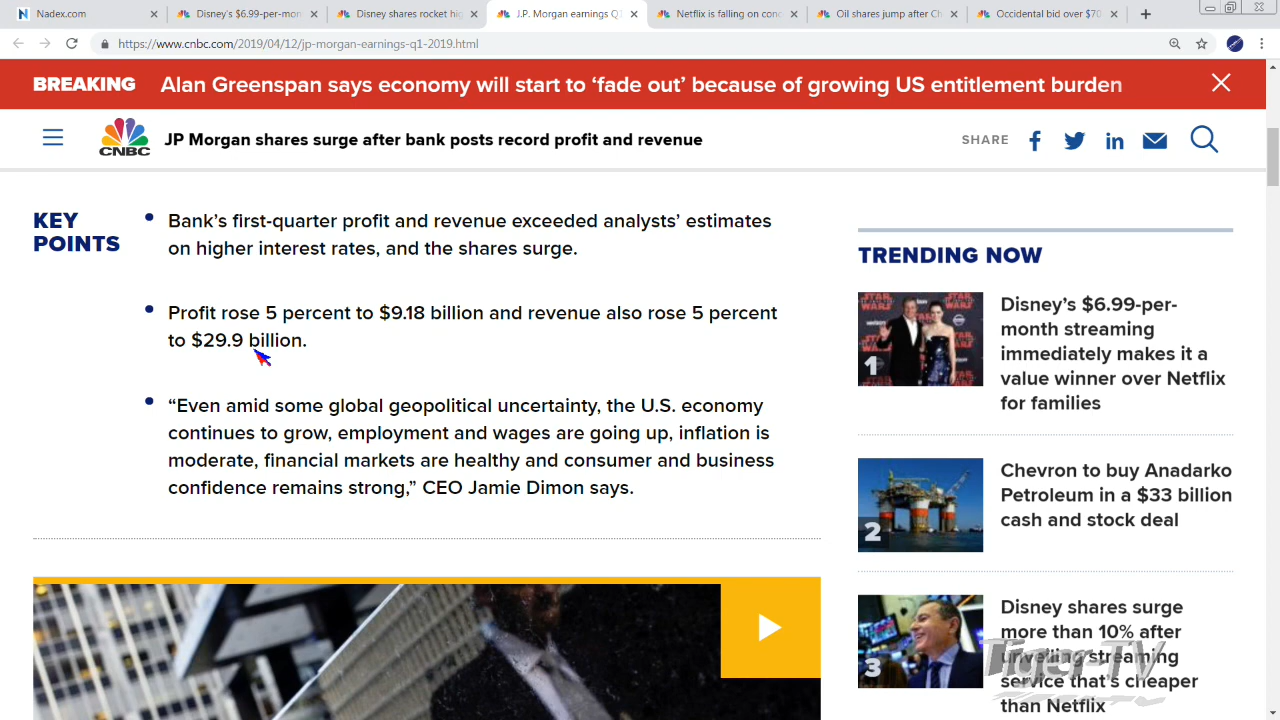 Nadex.com
Disney's $6.99-per-mon
Disney shares rocket hig
J.P. Morgan earnings Q1
Netflix is falling on conc
Oil shares jump after Ch
Occidental bid over $70
https://www.cnbc.com/2019/04/12/jp-morgan-earnings-q1-2019.html
BREAKING Alan Greenspan says economy will start to ‘fade out’ because of growing US entitlement burden
CNBC
JP Morgan shares surge after bank posts record profit and revenue
SHARE
KEY
POINTS
Bank’s first-quarter profit and revenue exceeded analysts’ estimates
on higher interest rates, and the shares surge.
Profit rose 5 percent to $9.18 billion and revenue also rose 5 percent
to $29.9 billion.
“Even amid some global geopolitical uncertainty, the U.S. economy
continues to grow, employment and wages are going up, inflation is
moderate, financial markets are healthy and consumer and business
confidence remains strong,” CEO Jamie Dimon says.
TRENDING NOW
1
Disney’s $6.99-per-
month streaming
immediately makes it a
value winner over Netflix
for families
2
Chevron to buy Anadarko
Petroleum in a $33 billion
cash and stock deal
3
Disney shares surge
more than 10% after
unveiling streaming
service that’s cheaper
than Netflix
Tiger-TV